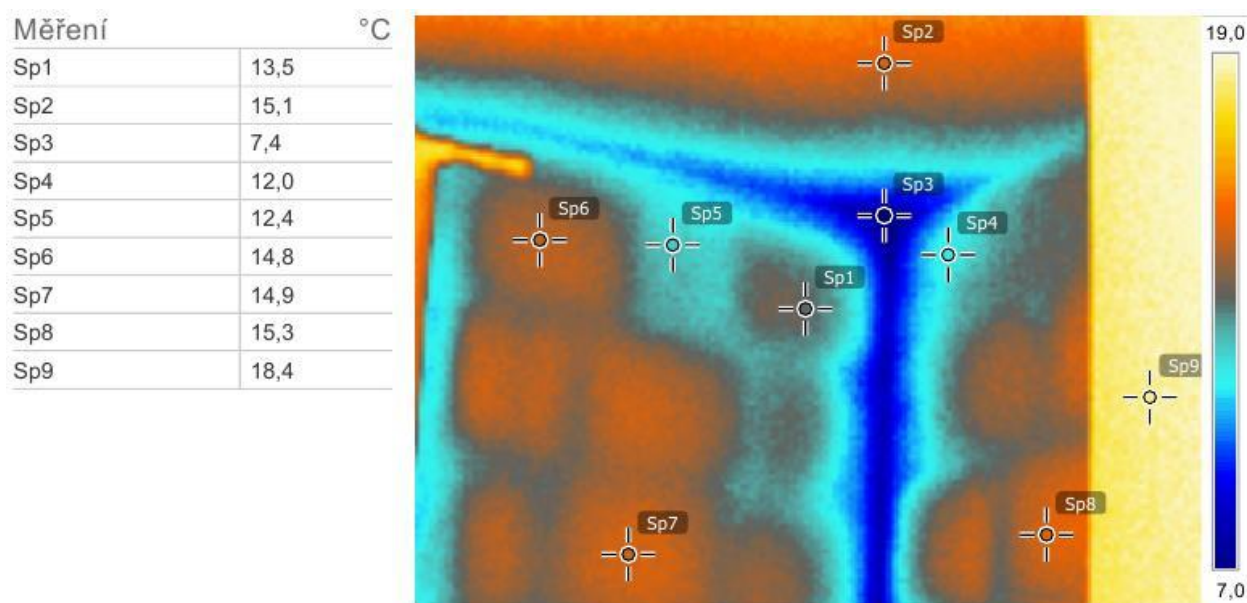 Měření °C
Sp1 13,5
Sp2 15,1
Sp3 7,4
Sp4 12,0
Sp5 12,4
Sp6 14,8
Sp7 14,9
Sp8 15,3
Sp9 18,4
Sp2
Sp3
Sp6
Sp5
Sp4
Sp1
Sp9
Sp8
Sp7
19,0
7,0